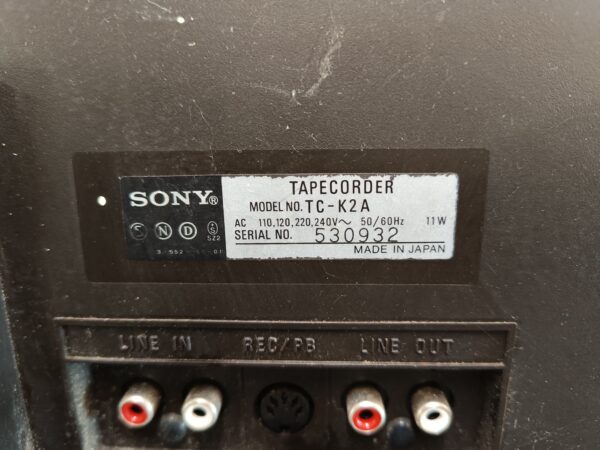 TAPECORDER
SONY®
MODEL NO. TC-K2A
AC 110,120,220,240V~ 50/60Hz 11W
S N D SZ2
SERIAL NO. 530932
MADE IN JAPAN
LINE IN REC/PB LINE OUT